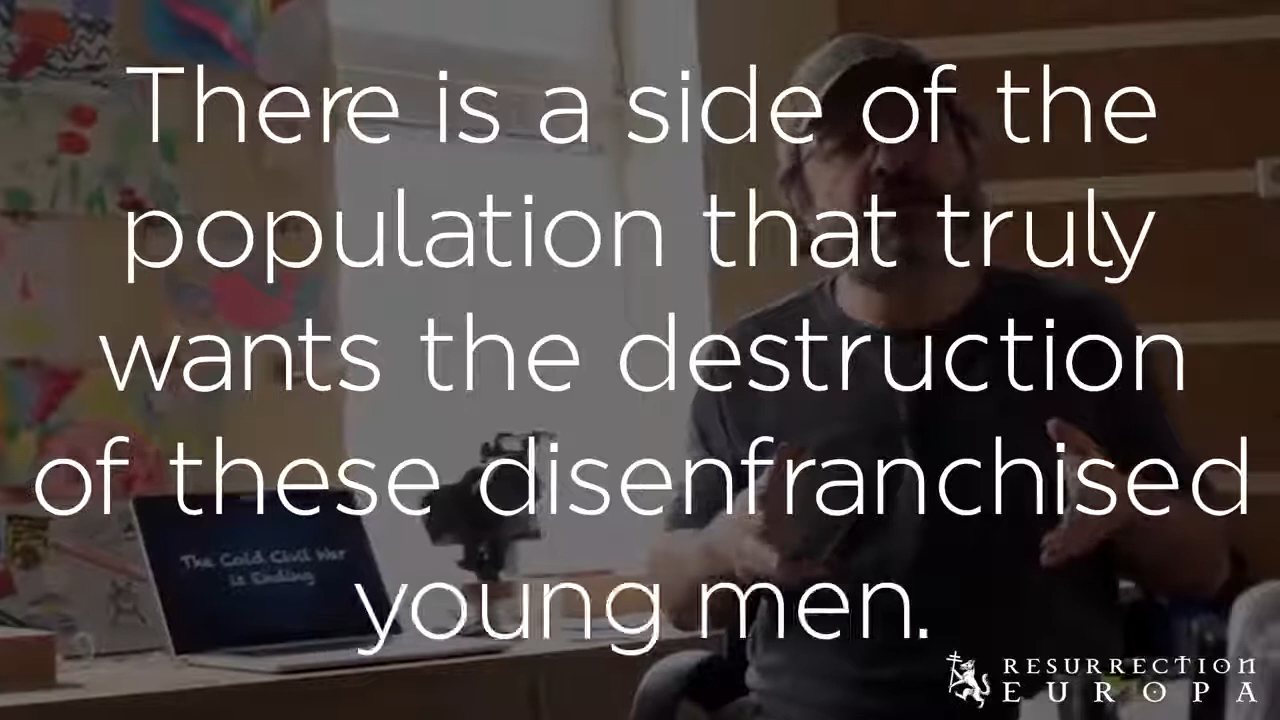 There is a side of the
population that truly
wants the destruction
of these disenfranchised
young men.
The Cold Civil War
is Ending
RESURRECTION
EUROPA